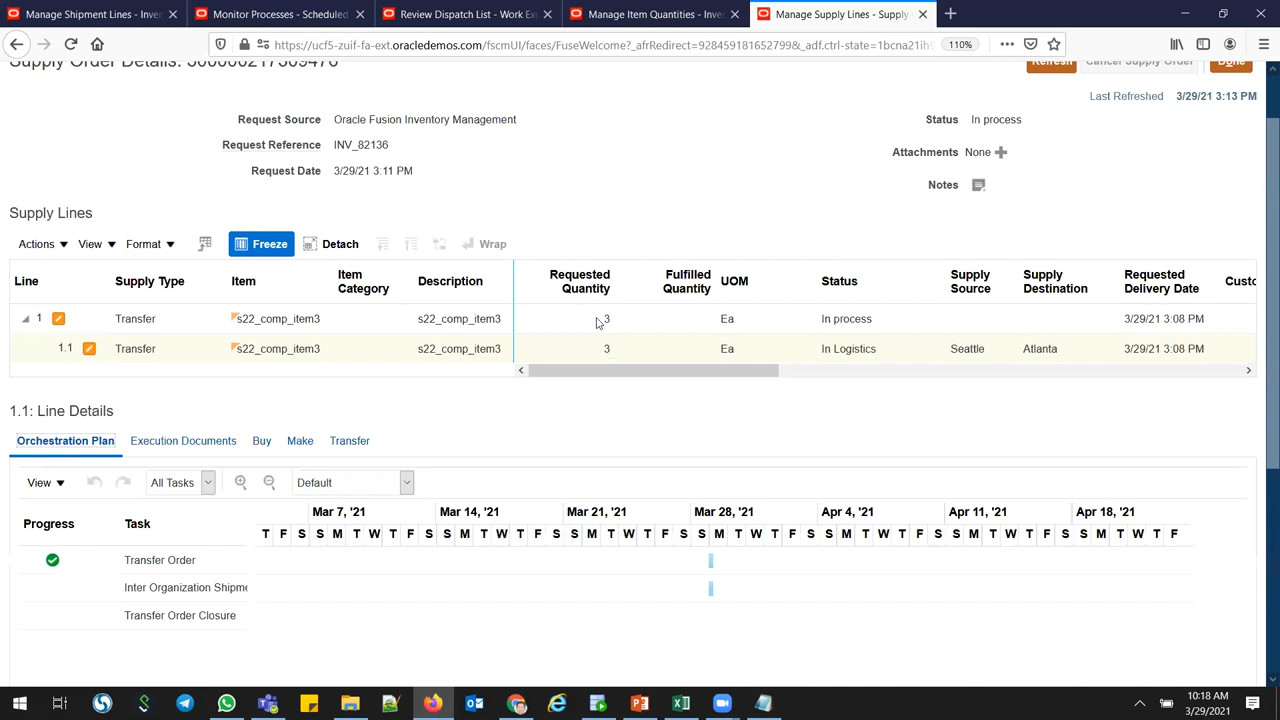 Manage Shipment Lines - Inven
Monitor Processes - Scheduled
Review Dispatch List - Work Ex
Manage Item Quantities - Inver
Manage Supply Lines - Supply
https://ucf5-zuif-fa-ext.oracledemos.com/fscmUI/faces/FuseWelcome?_afrRedirect=928459181652799&_adf.ctrl-state=1bcna21ih
110%
Supply Order Details: 300000217309476
Refresh
Cancel Supply Order
Done
Last Refreshed 3/29/21 3:13 PM
Request Source Oracle Fusion Inventory Management
Status In process
Request Reference INV_82136
Attachments None
Request Date 3/29/21 3:11 PM
Notes
Supply Lines
Actions View Format Freeze Detach Wrap
Line Supply Type Item Item Category Description Requested Quantity Fulfilled Quantity UOM Status Supply Source Supply Destination Requested Delivery Date Custo
1 Transfer s22_comp_item3 s22_comp_item3 3 Ea In process 3/29/21 3:08 PM
1.1 Transfer s22_comp_item3 s22_comp_item3 3 Ea In Logistics Seattle Atlanta 3/29/21 3:08 PM
1.1: Line Details
Orchestration Plan Execution Documents Buy Make Transfer
View All Tasks Default
Progress Task
Mar 7, '21 Mar 14, '21 Mar 21, '21 Mar 28, '21 Apr 4, '21 Apr 11, '21 Apr 18, '21
T F S S M T W T F S S M T W T F S S M T W T F S S M T W T F S S M T W T F S S M T W T F S S M T W T F
Transfer Order
Inter Organization Shipme
Transfer Order Closure
10:18 AM
3/29/2021